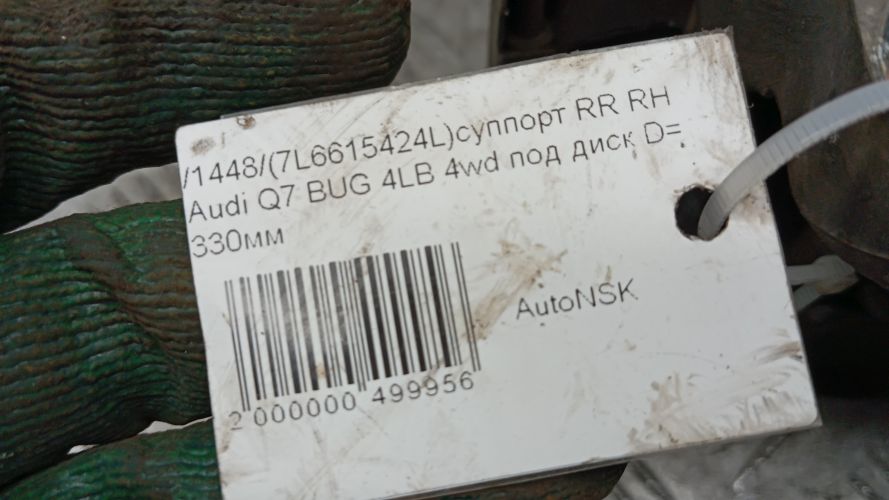 /1448/(7L6615424L)суппорт RR RH
Audi Q7 BUG 4LB 4wd под диск D=
330мм
AutoNSK
2 000000 499956